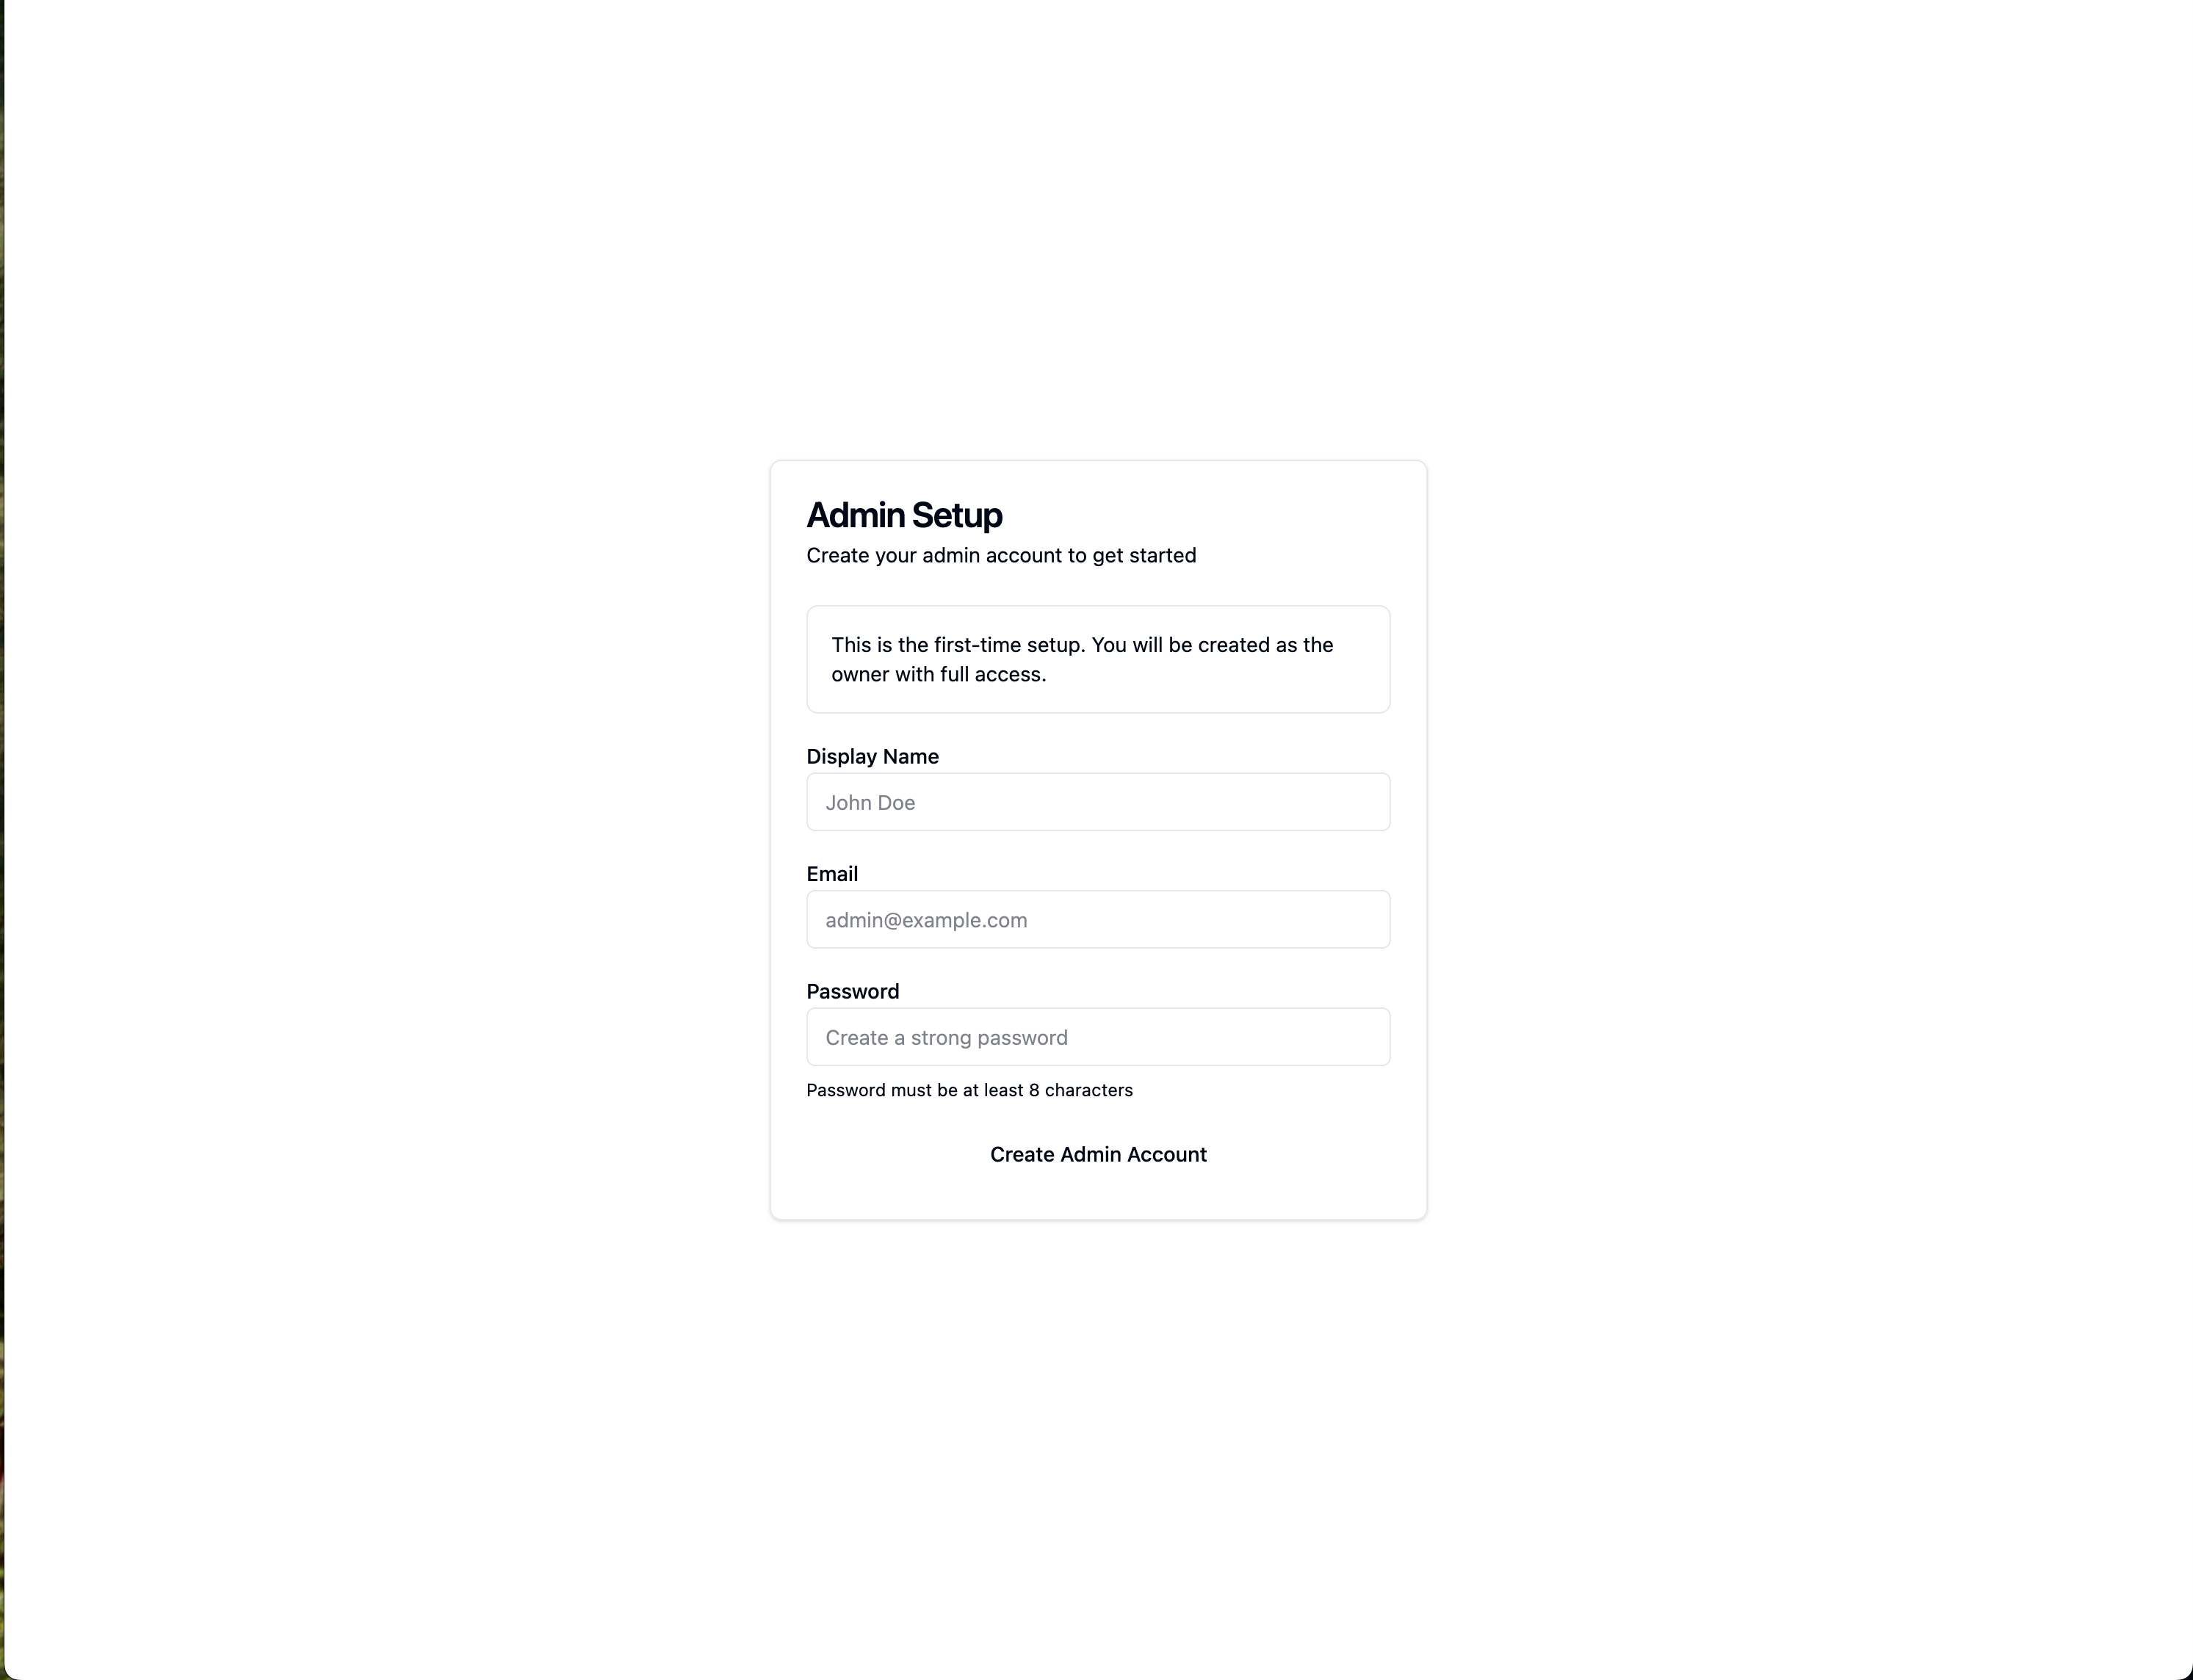 Admin Setup
Create your admin account to get started
This is the first-time setup. You will be created as the
owner with full access.
Display Name
John Doe
Email
admin@example.com
Password
Create a strong password
Password must be at least 8 characters
Create Admin Account